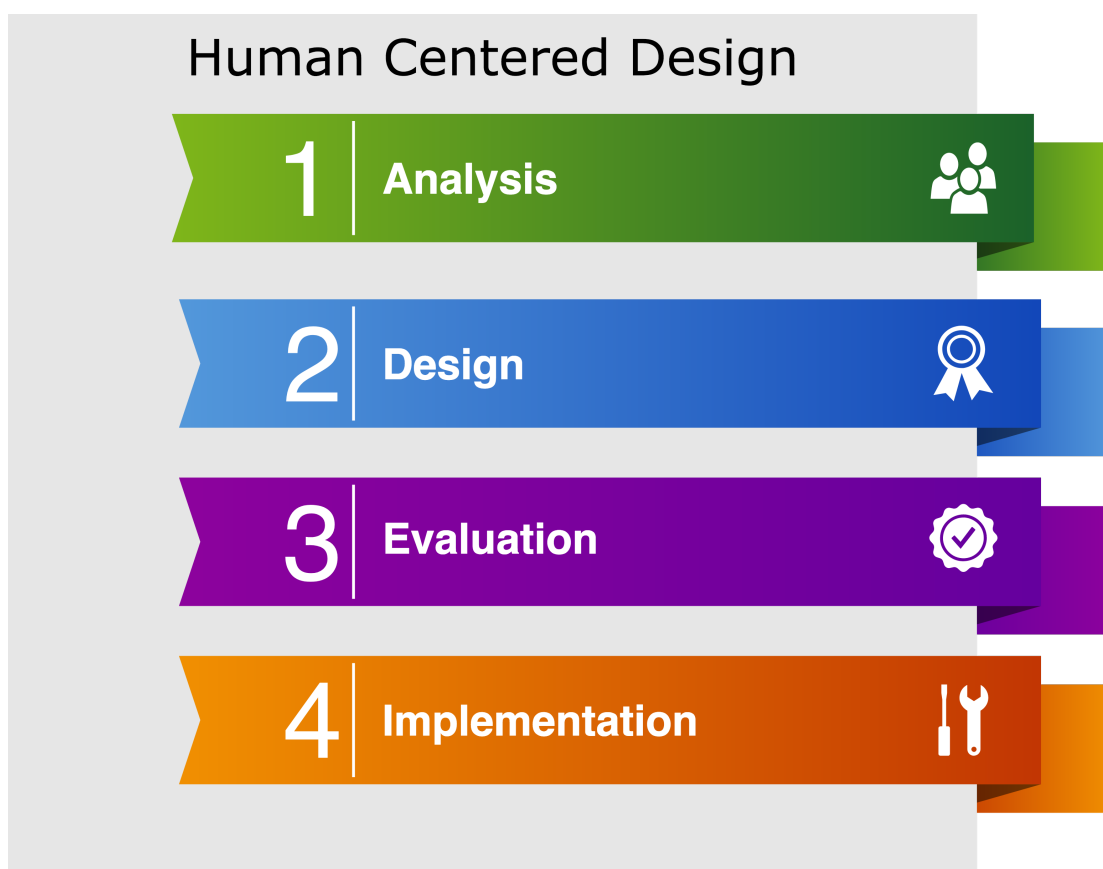 Human Centered Design
1 Analysis
2 Design
3 Evaluation
4 Implementation